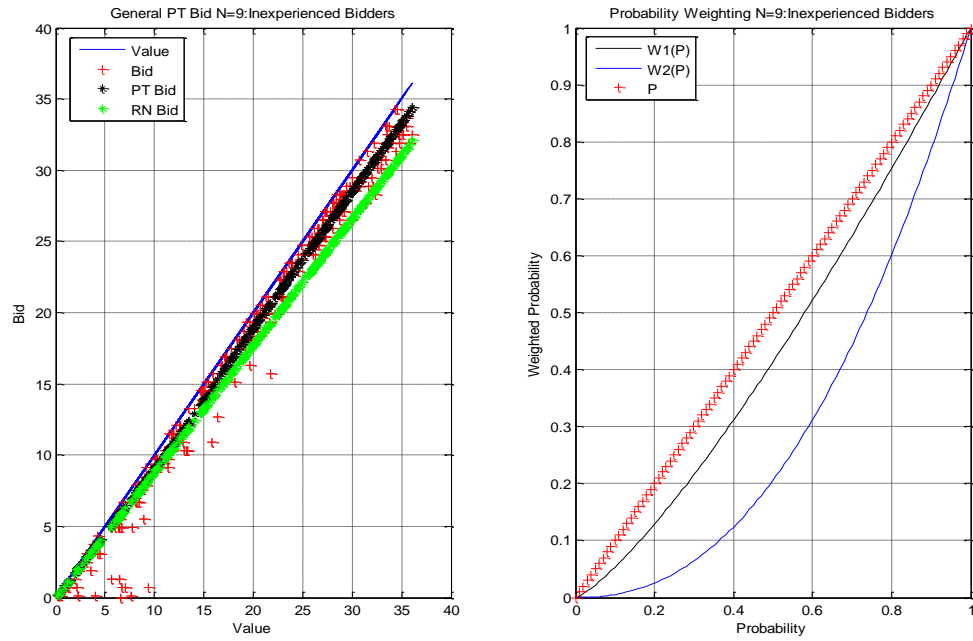 General PT Bid N=9:Inexperienced Bidders
Value
Bid
PT Bid
RN Bid
40
35
30
25
20
15
10
5
0
0 5 10 15 20 25 30 35 40
Bid
Value
Probability Weighting N=9:Inexperienced Bidders
W1(P)
W2(P)
P
1
0.9
0.8
0.7
0.6
0.5
0.4
0.3
0.2
0.1
0
0 0.2 0.4 0.6 0.8 1
Weighted Probability
Probability